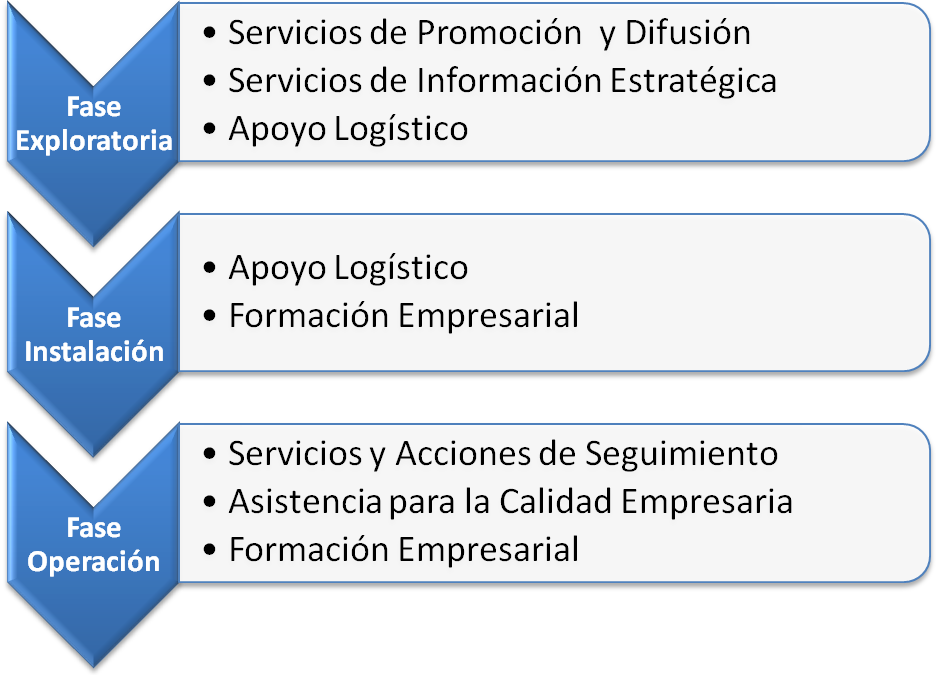 Fase
Exploratoria
• Servicios de Promoción  y Difusión
• Servicios de Información Estratégica
• Apoyo Logístico
Fase
Instalación
• Apoyo Logístico
• Formación Empresarial
Fase
Operación
• Servicios y Acciones de Seguimiento
• Asistencia para la Calidad Empresaria
• Formación Empresarial